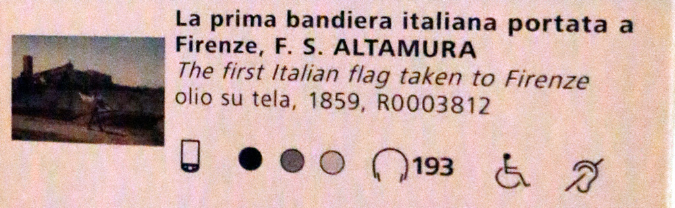 La prima bandiera italiana portata a
Firenze, F. S. ALTAMURA
The first Italian flag taken to Firenze
olio su tela, 1859, R0003812
193